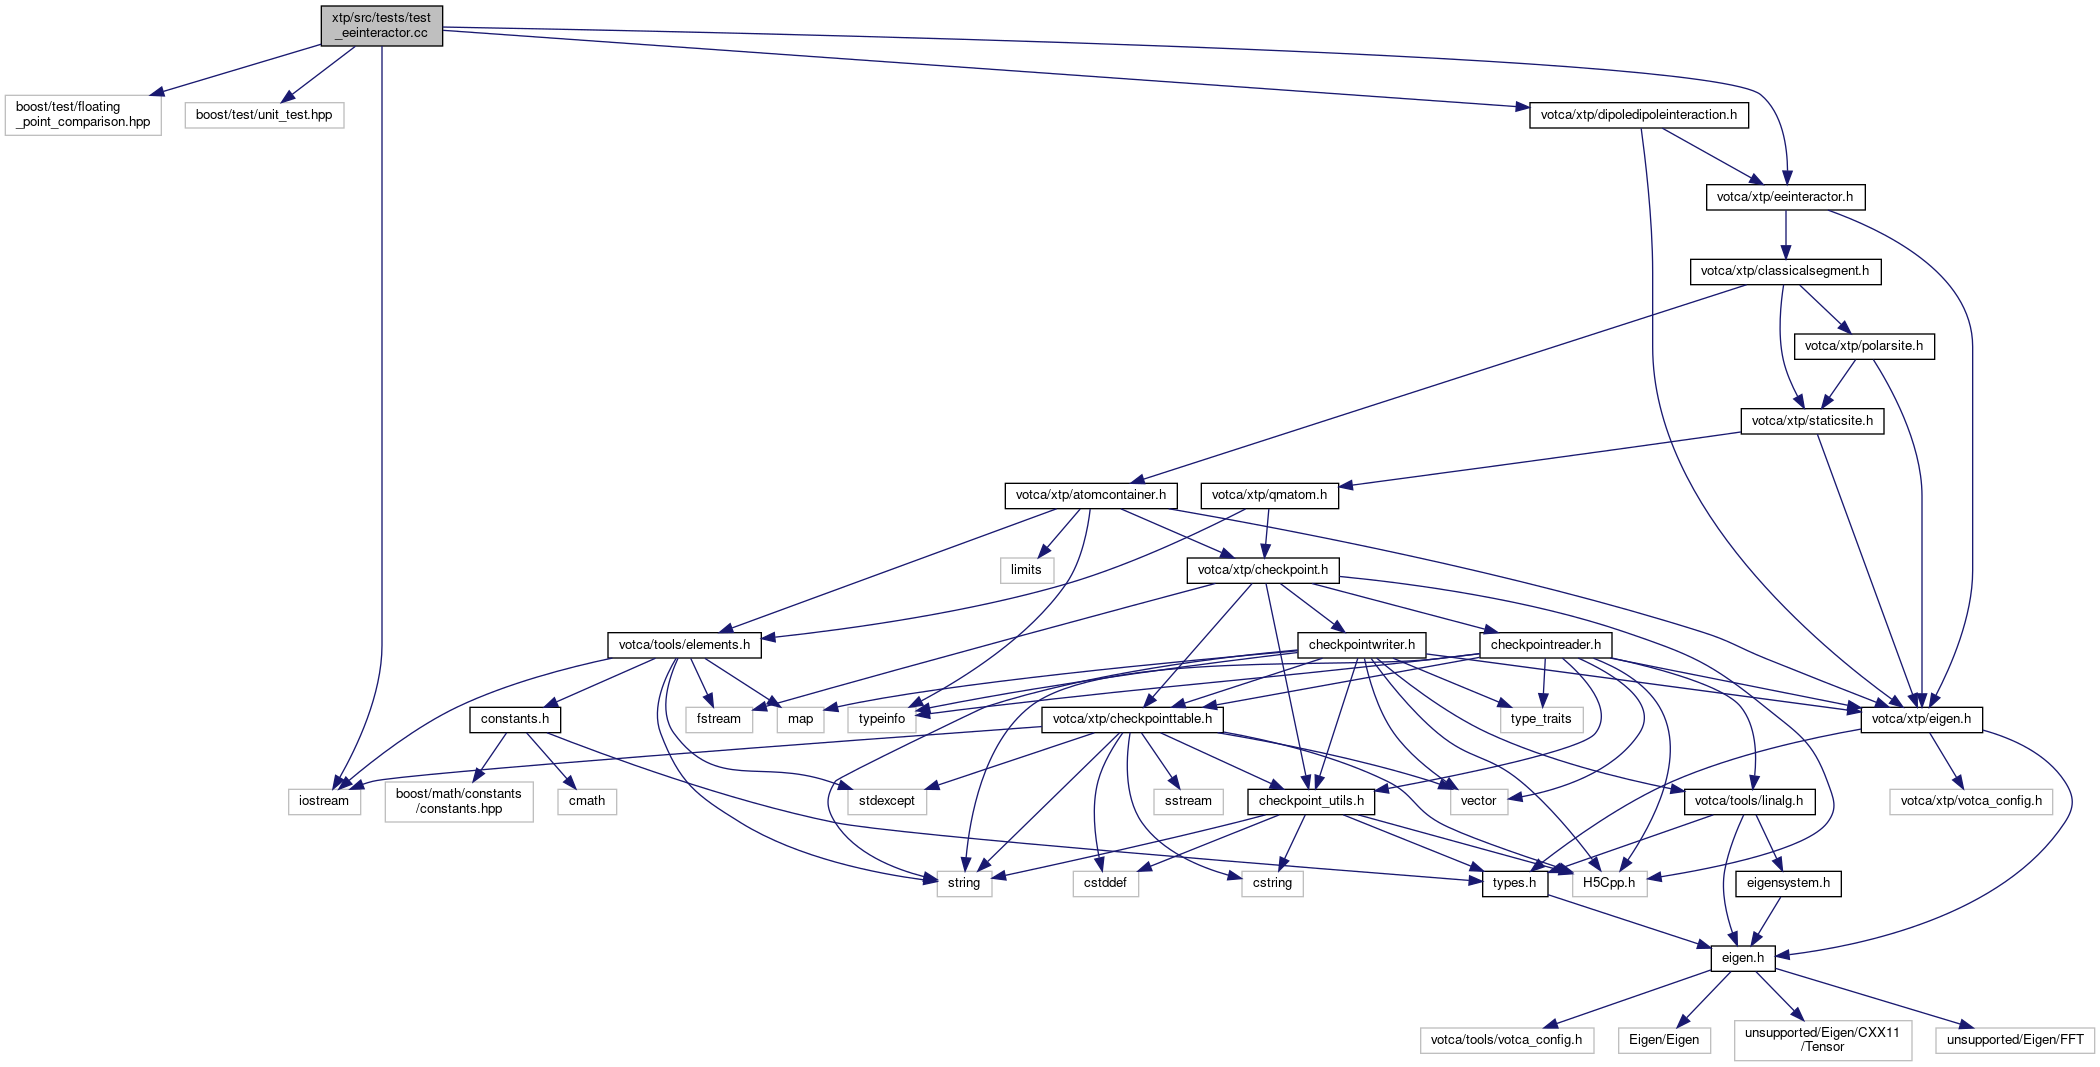 xtp/src/tests/test
_eeinteractor.cc
boost/test/floating
_point_comparison.hpp
boost/test/unit_test.hpp
votca/xtp/dipoledipoleinteraction.h
votca/xtp/eeinteractor.h
votca/xtp/classicalsegment.h
votca/xtp/polarsite.h
votca/xtp/staticsite.h
votca/xtp/atomcontainer.h
votca/xtp/qmatom.h
limits
votca/xtp/checkpoint.h
votca/tools/elements.h
checkpointwriter.h
checkpointreader.h
constants.h
fstream
map
typeinfo
votca/xtp/checkpointtable.h
type_traits
votca/xtp/eigen.h
iostream
boost/math/constants
/constants.hpp
cmath
stdexcept
sstream
checkpoint_utils.h
vector
votca/tools/linalg.h
votca/xtp/votca_config.h
string
cstddef
cstring
types.h
H5Cpp.h
eigensystem.h
eigen.h
votca/tools/votca_config.h
Eigen/Eigen
unsupported/Eigen/CXX11
/Tensor
unsupported/Eigen/FFT